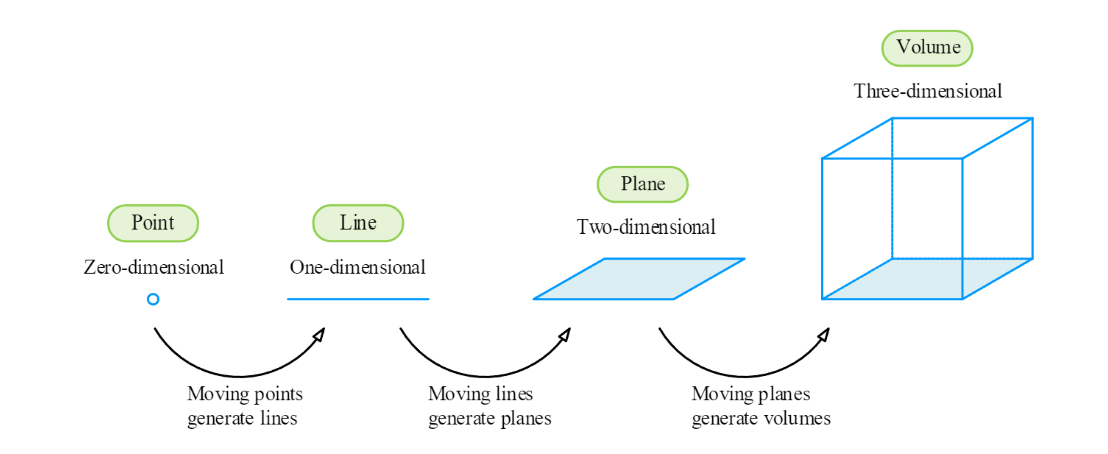 Point
Zero-dimensional
Line
One-dimensional
Plane
Two-dimensional
Volume
Three-dimensional
Moving points
generate lines
Moving lines
generate planes
Moving planes
generate volumes